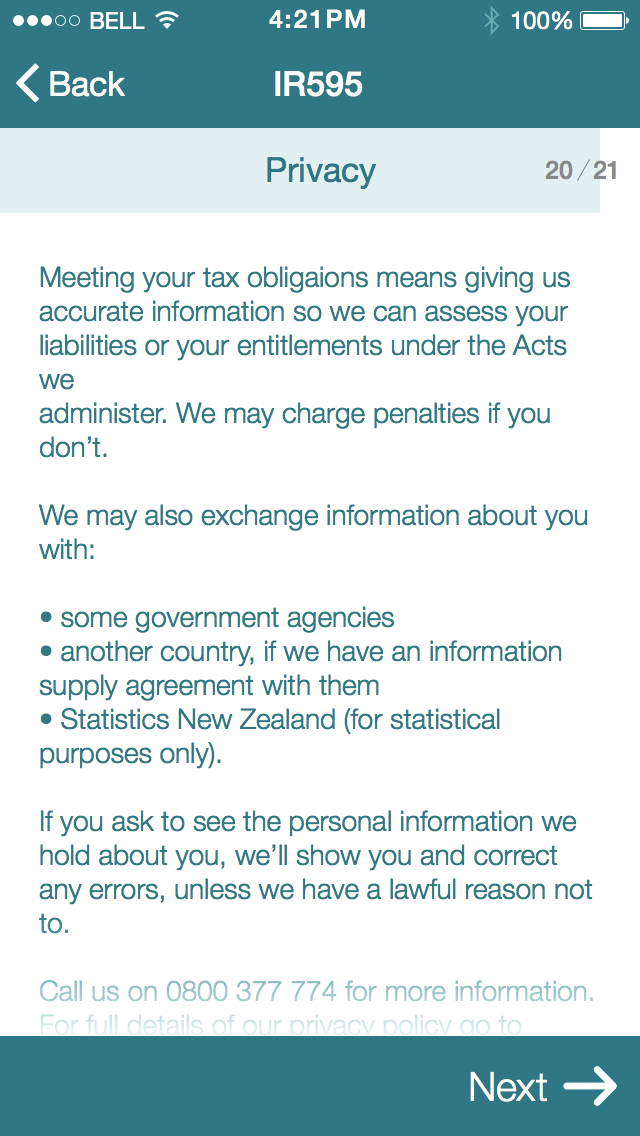 BELL 4:21PM 100%
Back IR595
Privacy 20/21
Meeting your tax obligaions means giving us
accurate information so we can assess your
liabilities or your entitlements under the Acts
we
administer. We may charge penalties if you
don't.
We may also exchange information about you
with:
• some government agencies
• another country, if we have an information
supply agreement with them
• Statistics New Zealand (for statistical
purposes only).
If you ask to see the personal information we
hold about you, we'll show you and correct
any errors, unless we have a lawful reason not
to.
Call us on 0800 377 774 for more information.
For full details of our privacy policy go to
Next